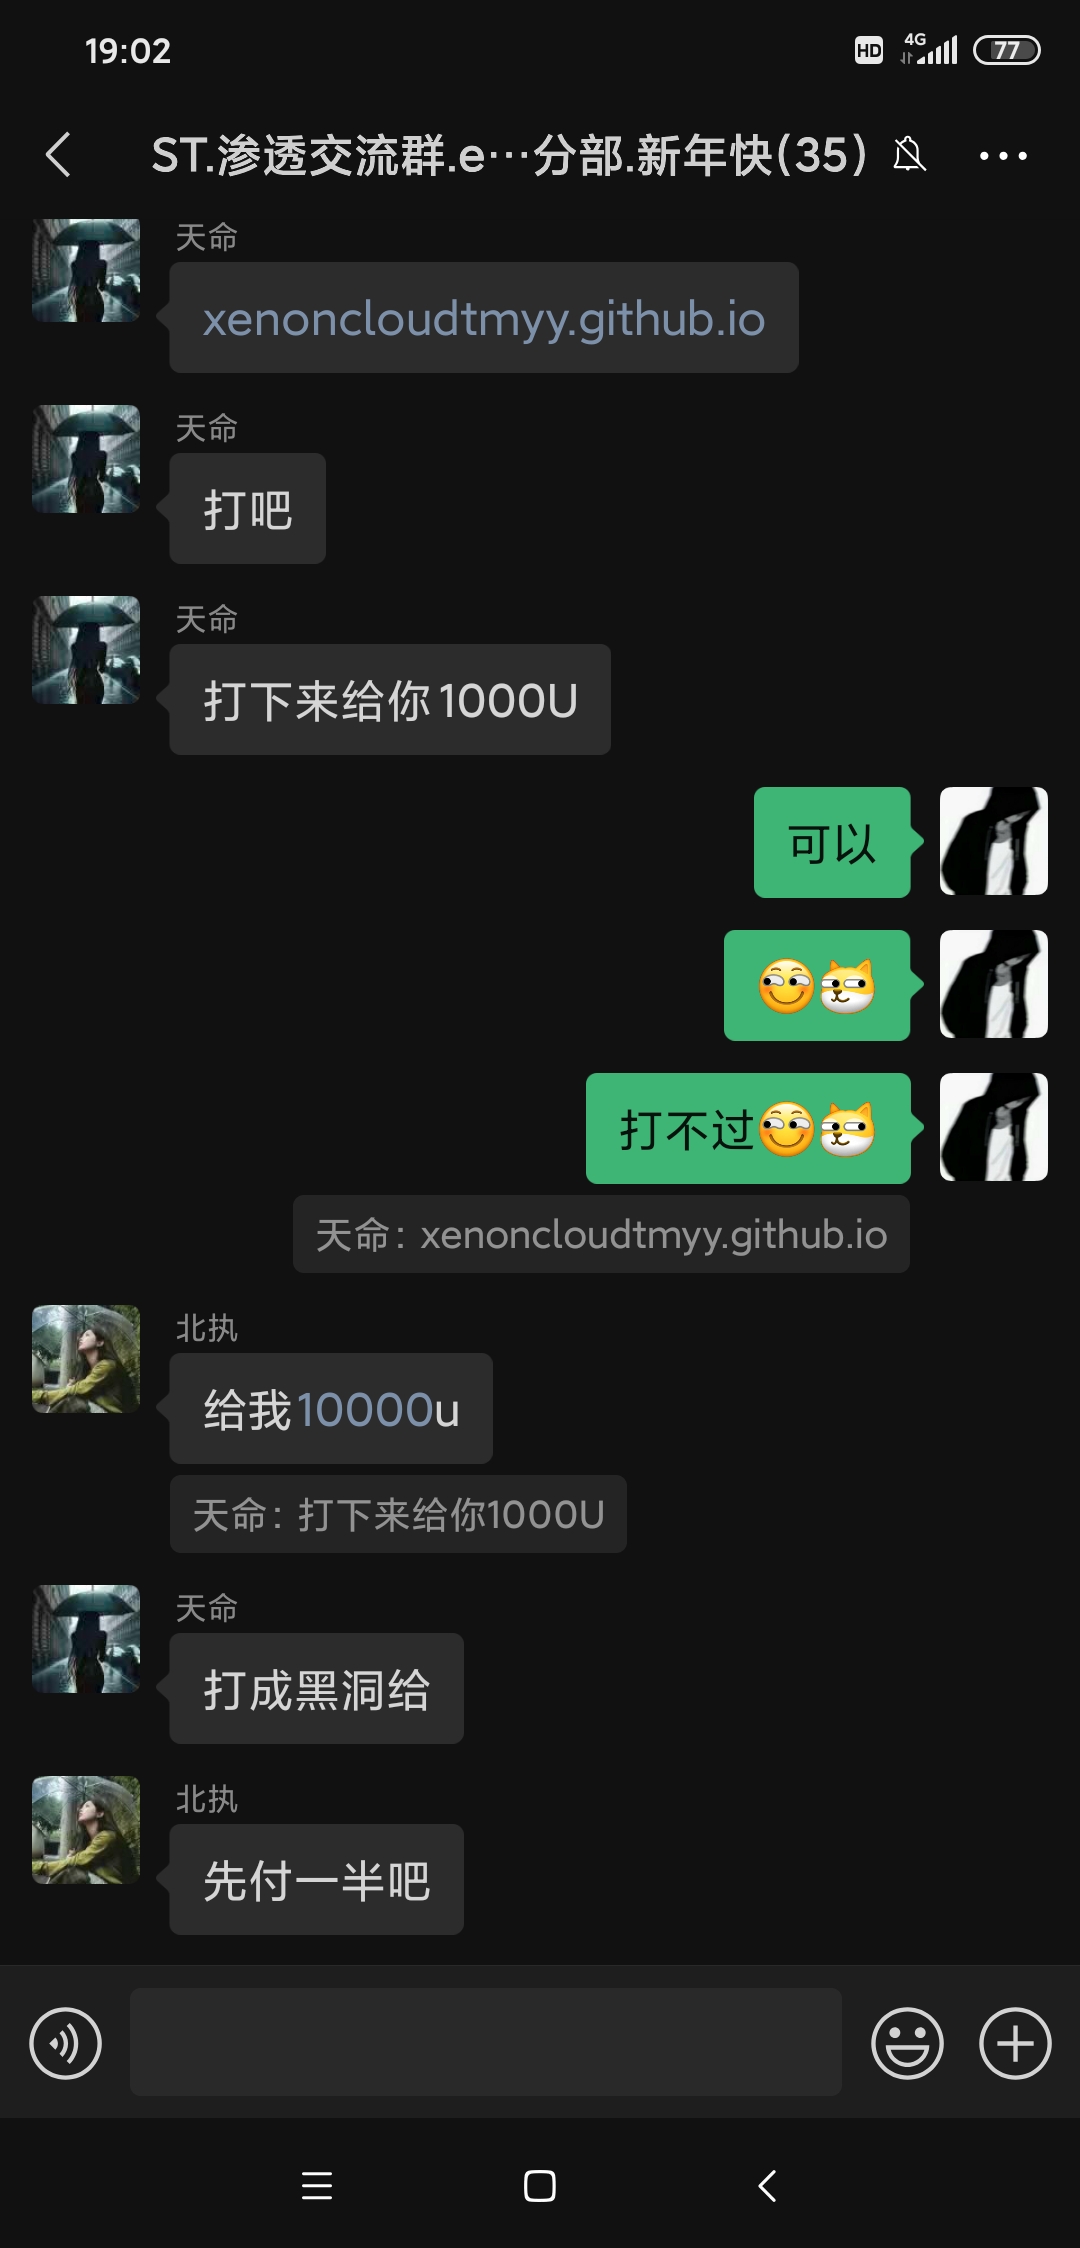 19:02
HD 4G 77
ST.渗透交流群.e…分部.新年快(35)
天命
xenoncloudtmyy.github.io
天命
打吧
天命
打下来给你1000U
可以
打不过
天命：xenoncloudtmyy.github.io
北执
给我10000u
天命：打下来给你1000U
天命
打成黑洞给
北执
先付一半吧